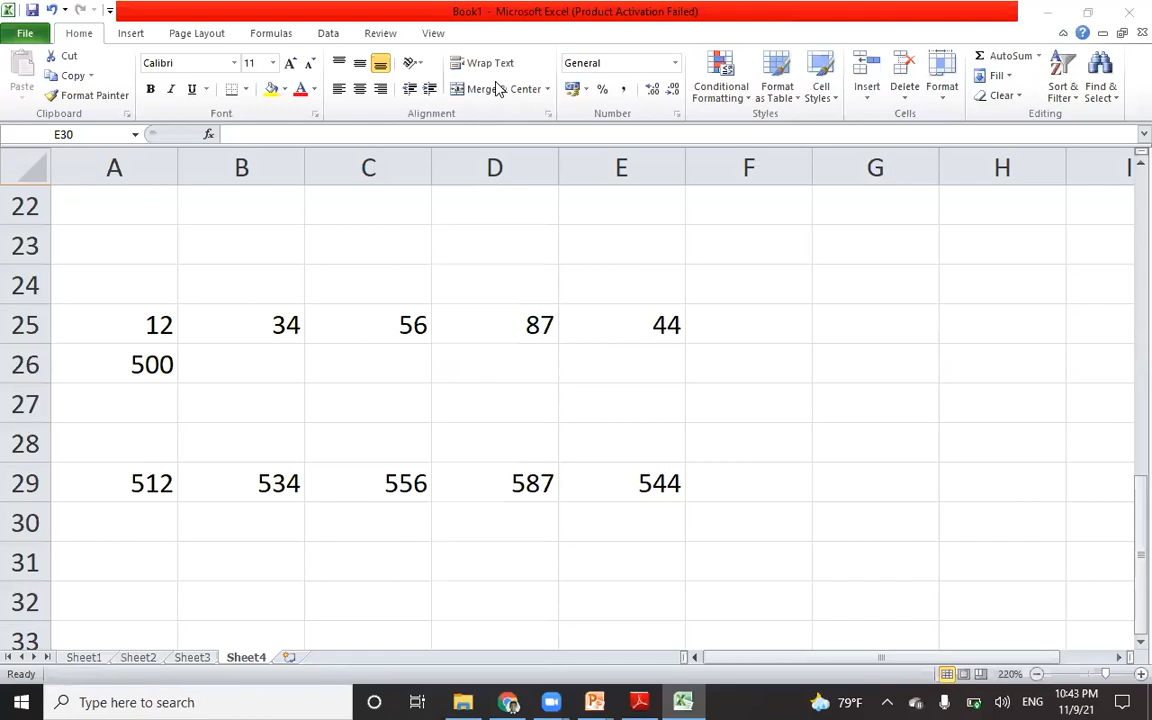 Book1 - Microsoft Excel (Product Activation Failed)
File Home Insert Page Layout Formulas Data Review View
Paste
Cut
Copy
Format Painter
Clipboard
Calibri 11
B I U A
Font
Wrap Text
Merge & Center
Alignment
General
% ,
Number
Conditional Formatting
Format as Table
Cell Styles
Styles
Insert
Delete
Format
Cells
AutoSum
Fill
Clear
Sort & Filter
Find & Select
Editing
E30 fx
A B C D E F G H I
22
23
24
25 12 34 56 87 44
26 500
27
28
29 512 534 556 587 544
30
31
32
33
Sheet1 Sheet2 Sheet3 Sheet4
Ready 220%
Type here to search
79°F ENG
10:43 PM
11/9/21